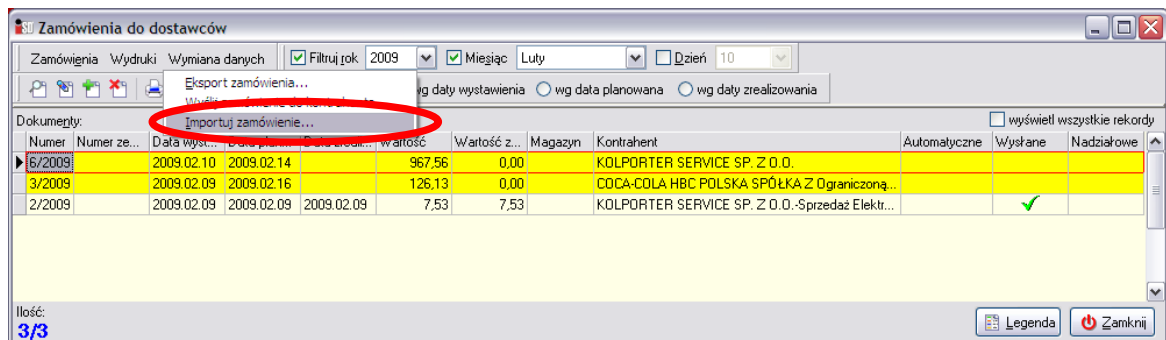 Zamówienia do dostawców
Zamówienia Wydruki Wymiana danych Filtruj rok 2009 Miesiąc Luty Dzień 10
Eksport zamówienia...
wg daty wystawienia wg data planowana wg daty zrealizowania
Importuj zamówienie...
Dokumenty: wyświetl wszystkie rekordy
Numer Numer ze... Data wyst... Wartość Wartość z... Magazyn Kontrahent Automatyczne Wysłane Nadziałowe
6/2009 2009.02.10 2009.02.14 967,56 0,00 KOLPORTER SERVICE SP. Z O.O.
3/2009 2009.02.09 2009.02.16 126,13 0,00 COCA-COLA HBC POLSKA SPÓŁKA Z Ograniczoną...
2/2009 2009.02.09 2009.02.09 2009.02.09 7,53 7,53 KOLPORTER SERVICE SP. Z O.O.-Sprzedaż Elektr...
Ilość:
3/3
Legenda Zamknij